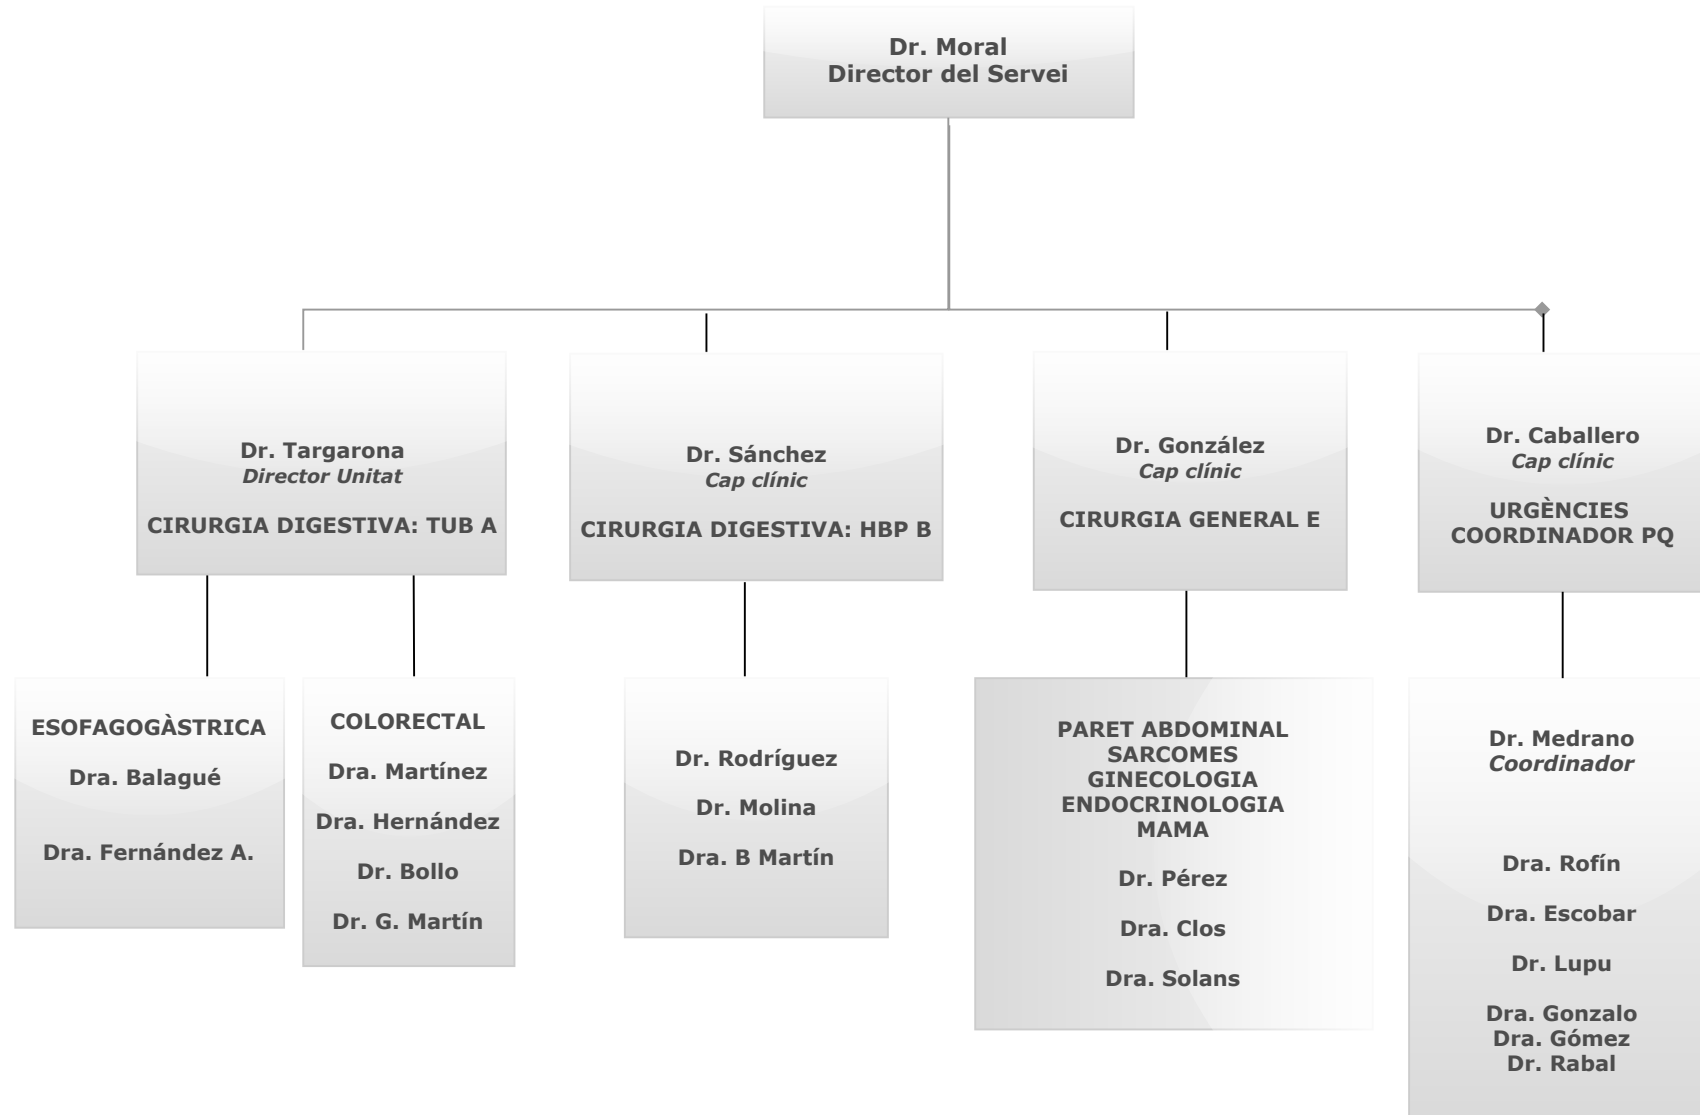 Dr. Moral
Director del Servei
Dr. Targarona
Director Unitat
CIRURGIA DIGESTIVA: TUB A
Dr. Sánchez
Cap clínic
CIRURGIA DIGESTIVA: HBP B
Dr. González
Cap clínic
CIRURGIA GENERAL E
Dr. Caballero
Cap clínic
URGÈNCIES
COORDINADOR PQ
ESOFAGOGÀSTRICA
Dra. Balagué
Dra. Fernández A.
COLORECTAL
Dra. Martínez
Dra. Hernández
Dr. Bollo
Dr. G. Martín
Dr. Rodríguez
Dr. Molina
Dra. B Martín
PARET ABDOMINAL
SARCOMES
GINECOLOGIA
ENDOCRINOLOGIA
MAMA
Dr. Pérez
Dra. Clos
Dra. Solans
Dr. Medrano
Coordinador
Dra. Rofín
Dra. Escobar
Dr. Lupu
Dra. Gonzalo
Dra. Gómez
Dr. Rabal